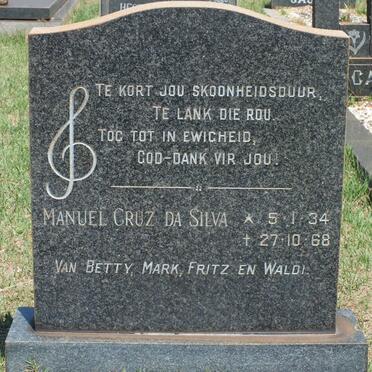 TE KORT JOU SKOONHEIDSDUUR,
TE LANK DIE ROU.
TOG TOT IN EWIGHEID,
GOD-DANK VIR JOU!
MANUEL CRUZ DA SILVA * 5·1·34
† 27·10·68
VAN BETTY, MARK, FRITZ EN WALDI.